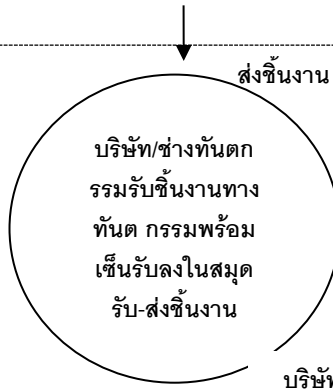 ส่งชิ้นงาน
บริษัท/ช่างทันตก
รรมรับชิ้นงานทาง
ทันต กรรมพร้อม
เซ็นรับลงในสมุด
รับ-ส่งชิ้นงาน
บริษัท